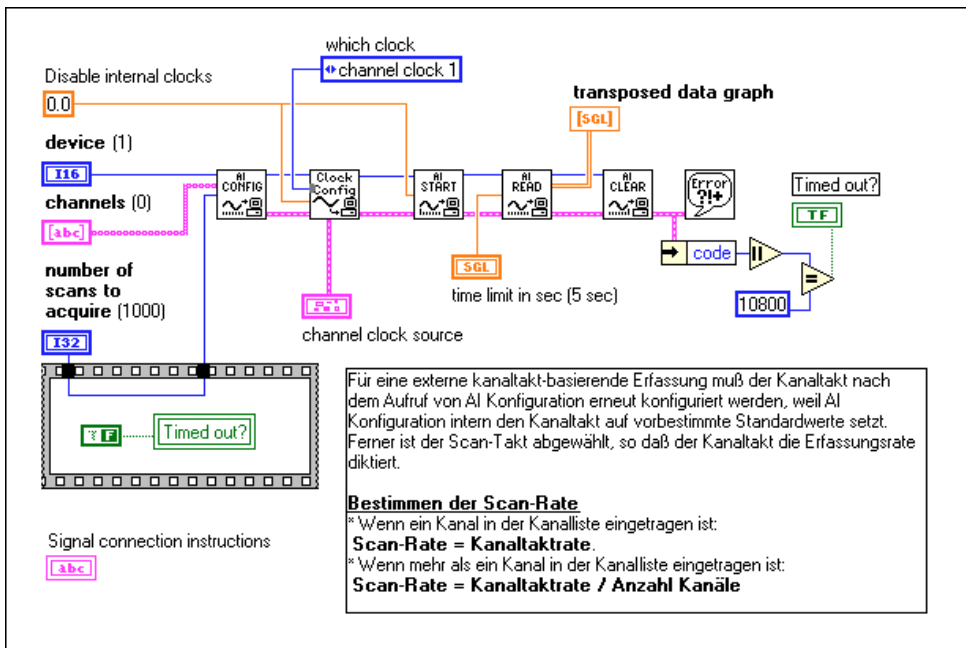 which clock
channel clock 1
Disable internal clocks
0.0
transposed data graph
[SGL]
device (1)
I16
AI CONFIG
Clock Config
AI START
AI READ
AI CLEAR
Error ?!+
Timed out?
TF
channels (0)
[abc]
code
number of
scans to
acquire (1000)
SGL
time limit in sec (5 sec)
=
10800
I32
channel clock source
F
Timed out?
Für eine externe kanaltakt-basierende Erfassung muß der Kanaltakt nach
dem Aufruf von AI Konfiguration erneut konfiguriert werden, weil AI
Konfiguration intern den Kanaltakt auf vorbestimmte Standardwerte setzt.
Ferner ist der Scan-Takt abgewählt, so daß der Kanaltakt die Erfassungsrate
diktiert.
Bestimmen der Scan-Rate
* Wenn ein Kanal in der Kanalliste eingetragen ist:
Scan-Rate = Kanaltaktrate.
* Wenn mehr als ein Kanal in der Kanalliste eingetragen ist:
Scan-Rate = Kanaltaktrate / Anzahl Kanäle
Signal connection instructions
abc